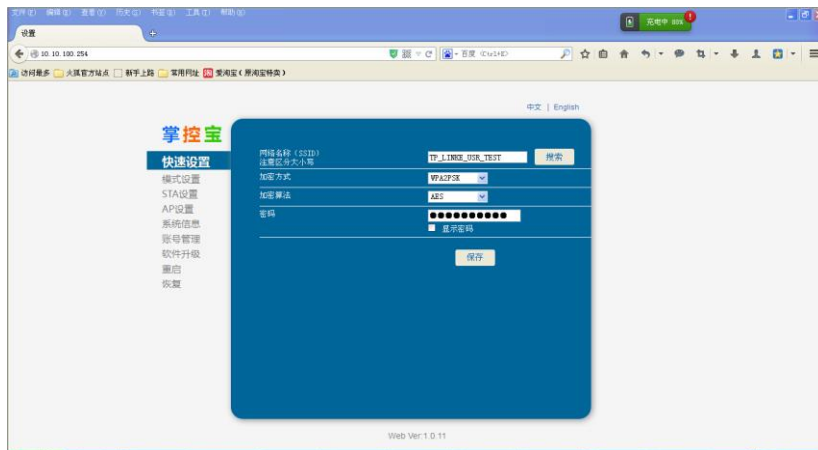 文件(F) 编辑(E) 查看(V) 历史(S) 书签(B) 工具(T) 帮助(H)
充电中 88%
设置
10.10.100.254
百度 <Ctrl+K>
访问最多 火狐官方站点 新手上路 常用网址 爱淘宝(原淘宝特卖)
中文 | English
掌控宝
快速设置
模式设置
STA设置
AP设置
系统信息
账号管理
软件升级
重启
恢复
网络名称(SSID)
注意区分大小写
TP_LINKE_USR_TEST
搜索
加密方式
WPA2PSK
加密算法
AES
密码
显示密码
保存
Web Ver:1.0.11